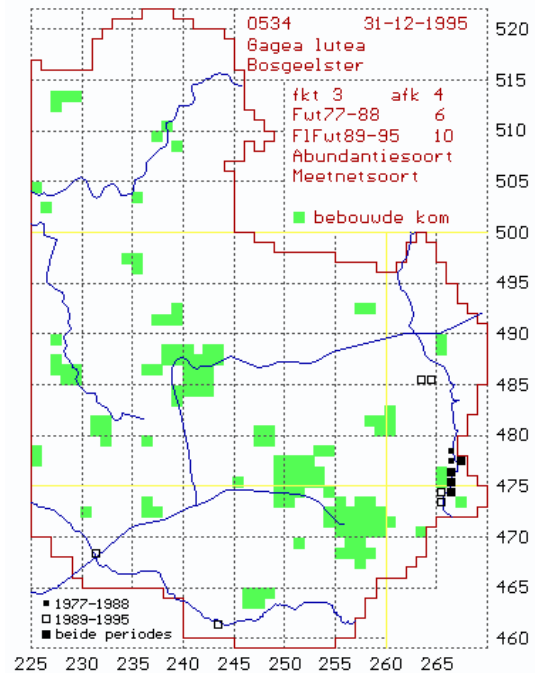 0534 31-12-1995
Gagea lutea
Bosgeelster
fkt 3 afk 4
Fwt77-88 6
FlFwt89-95 10
Abundantiesoort
Meetnetsoort
bebouwde kom
520
515
510
505
500
495
490
485
480
475
470
465
460
1977-1988
1989-1995
beide periodes
225 230 235 240 245 250 255 260 265